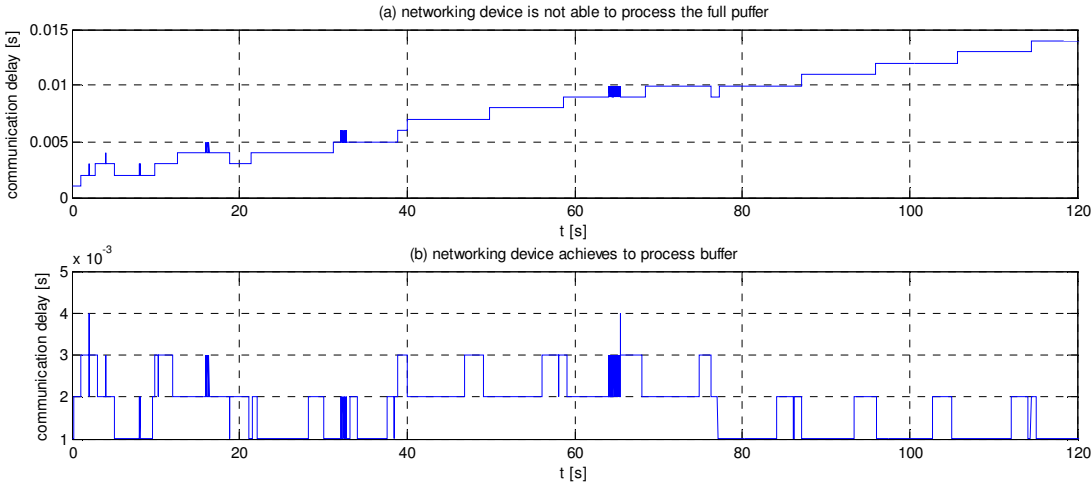 (a) networking device is not able to process the full puffer
communication delay [s]
0.015
0.01
0.005
0
0 20 40 60 80 100 120
t [s]
(b) networking device achieves to process buffer
x 10⁻³
communication delay [s]
5
4
3
2
1
0 20 40 60 80 100 120
t [s]